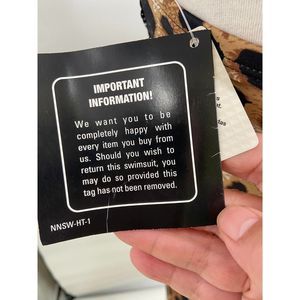 IMPORTANT
INFORMATION!
We want you to be
completely happy with
every item you buy from
us. Should you wish to
return this swimsuit, you
may do so provided this
tag has not been removed.
NNSW-HT-1